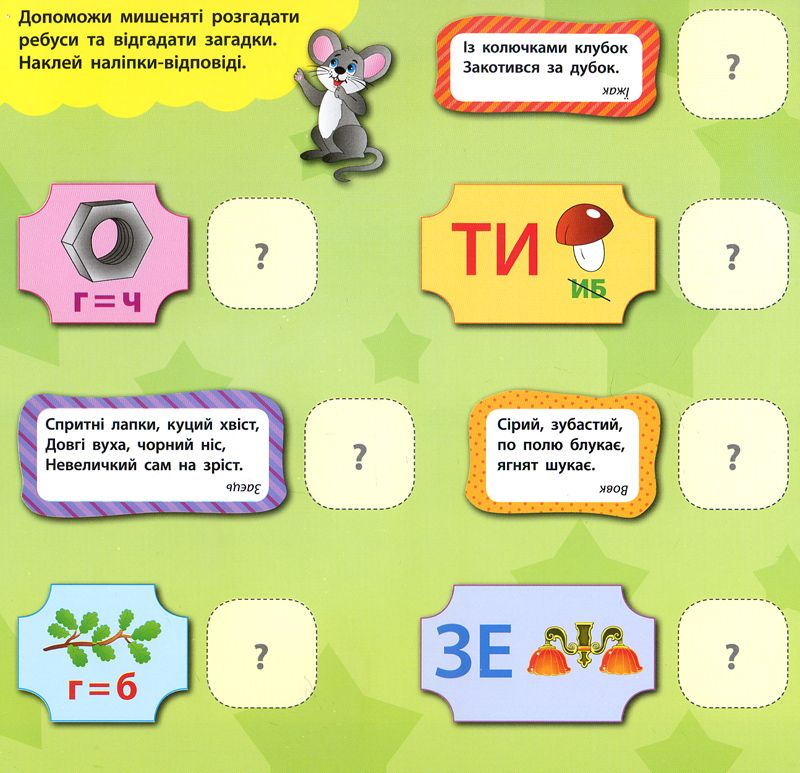 Допоможи мишеняті розгадати
ребуси та відгадати загадки.
Наклей наліпки-відповіді.
Із колючками клубок
Закотився за дубок.
Їжак
?
г=ч
?
ТИ
ИБ
?
Спритні лапки, куций хвіст,
Довгі вуха, чорний ніс,
Невеличкий сам на зріст.
Заєць
?
Сірий, зубастий,
по полю блукає,
ягнят шукає.
Вовк
?
г=б
?
ЗЕ
?